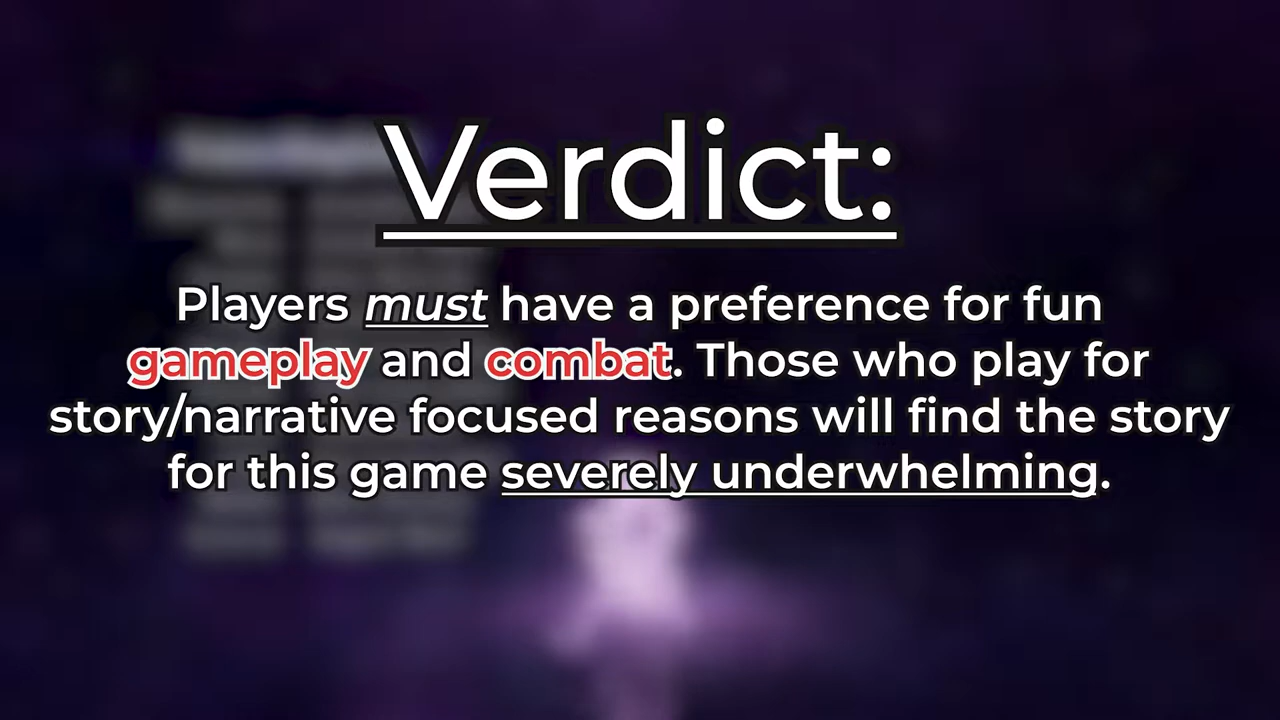 Verdict:
Players must have a preference for fun
gameplay and combat. Those who play for
story/narrative focused reasons will find the story
for this game severely underwhelming.